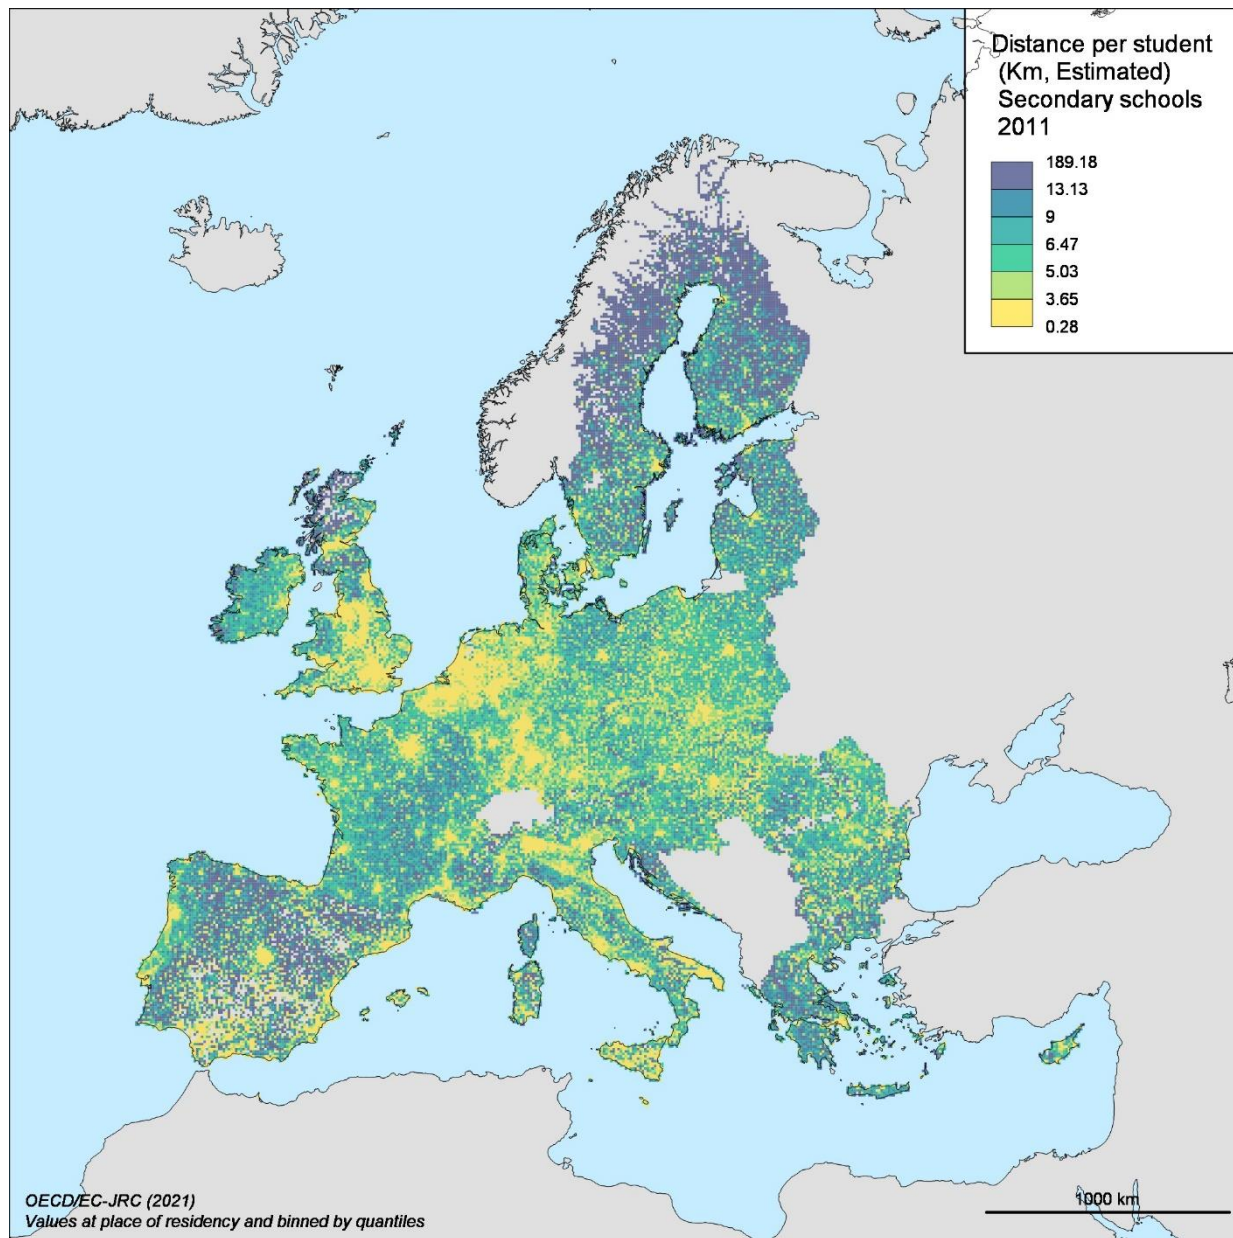 Distance per student
(Km, Estimated)
Secondary schools
2011
189.18
13.13
9
6.47
5.03
3.65
0.28
OECD/EC-JRC (2021)
Values at place of residency and binned by quantiles
1000 km